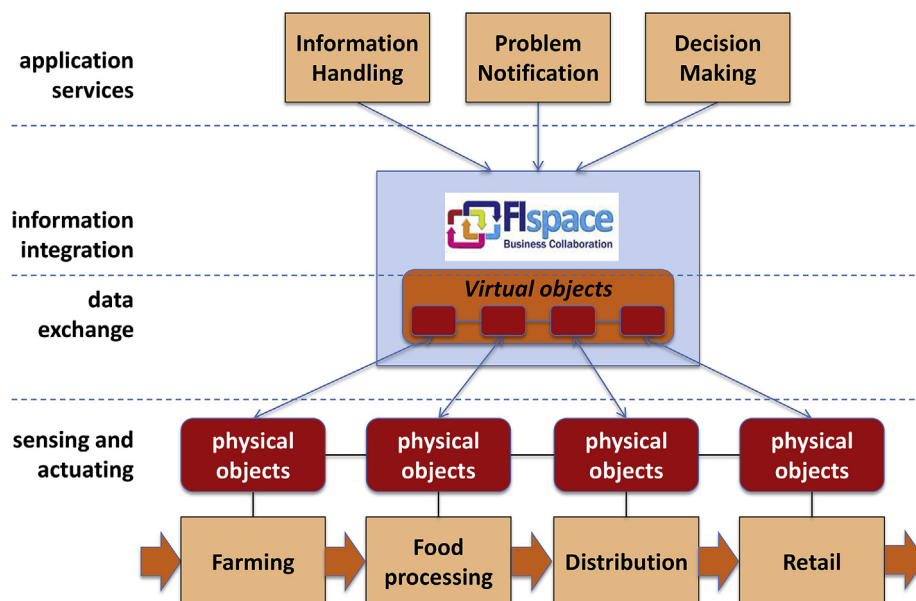 application
services
Information
Handling
Problem
Notification
Decision
Making
information
integration
FIspace
Business Collaboration
data
exchange
Virtual objects
sensing and
actuating
physical
objects
physical
objects
physical
objects
physical
objects
Farming
Food
processing
Distribution
Retail